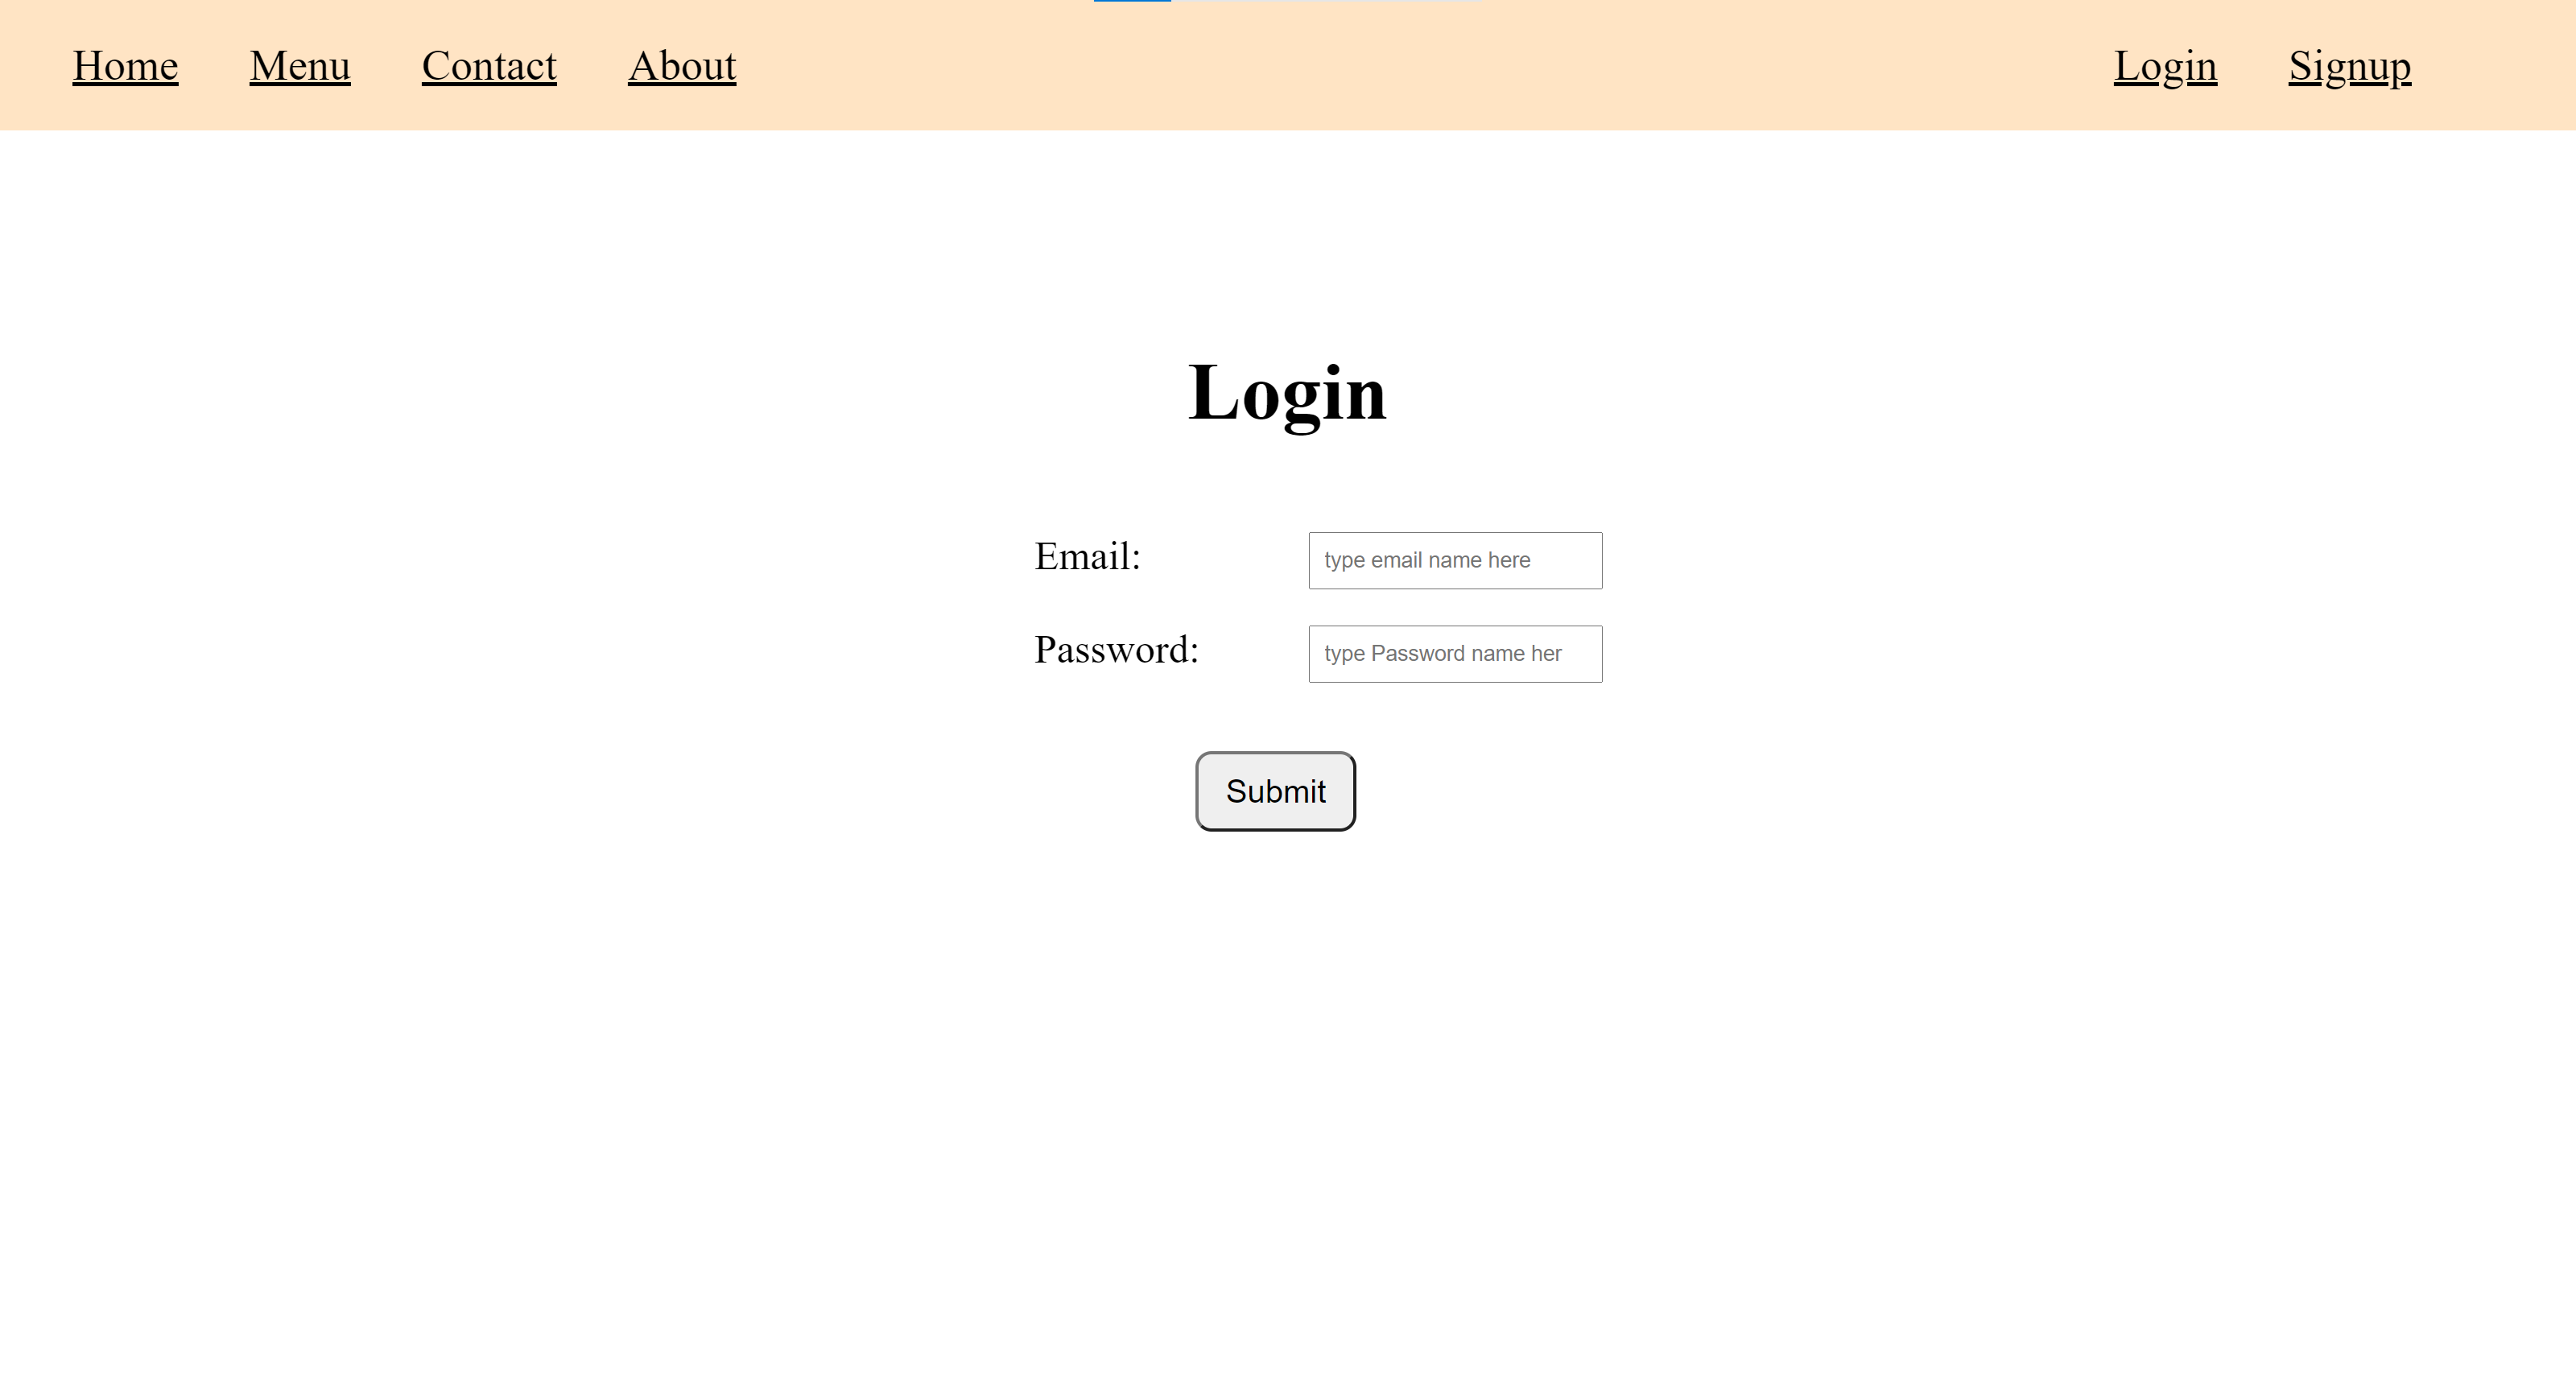 Home Menu Contact About Login Signup
Login
Email: type email name here
Password: type Password name her
Submit